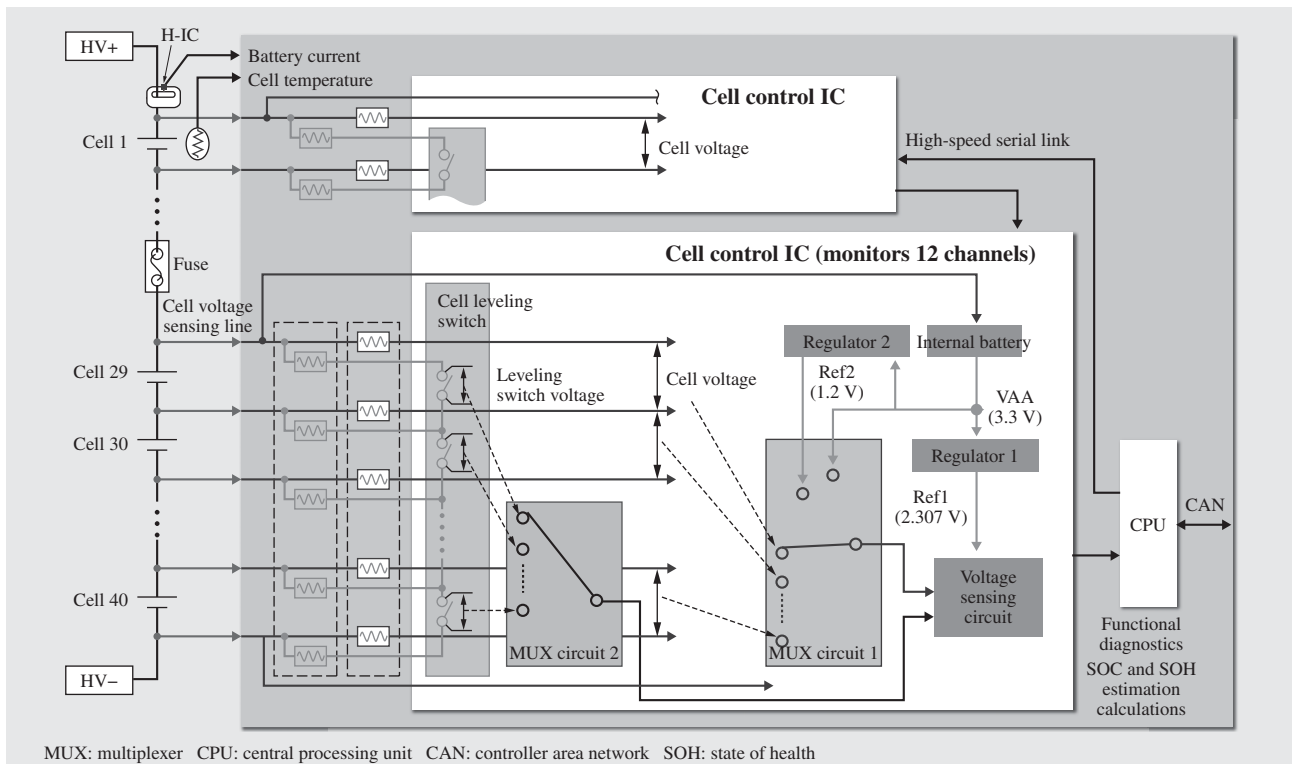 HV+
H-IC
Battery current
Cell temperature
Cell control IC
Cell 1
Cell voltage
High-speed serial link
Cell control IC (monitors 12 channels)
Fuse
Cell voltage
sensing line
Cell leveling
switch
Regulator 2
Internal battery
Cell 29
Leveling
switch voltage
Cell voltage
Ref2
(1.2 V)
VAA
(3.3 V)
Cell 30
Regulator 1
Ref1
(2.307 V)
CPU
CAN
Cell 40
Voltage
sensing
circuit
Functional
diagnostics
SOC and SOH
estimation
calculations
MUX circuit 2
MUX circuit 1
HV−
MUX: multiplexer CPU: central processing unit CAN: controller area network SOH: state of health